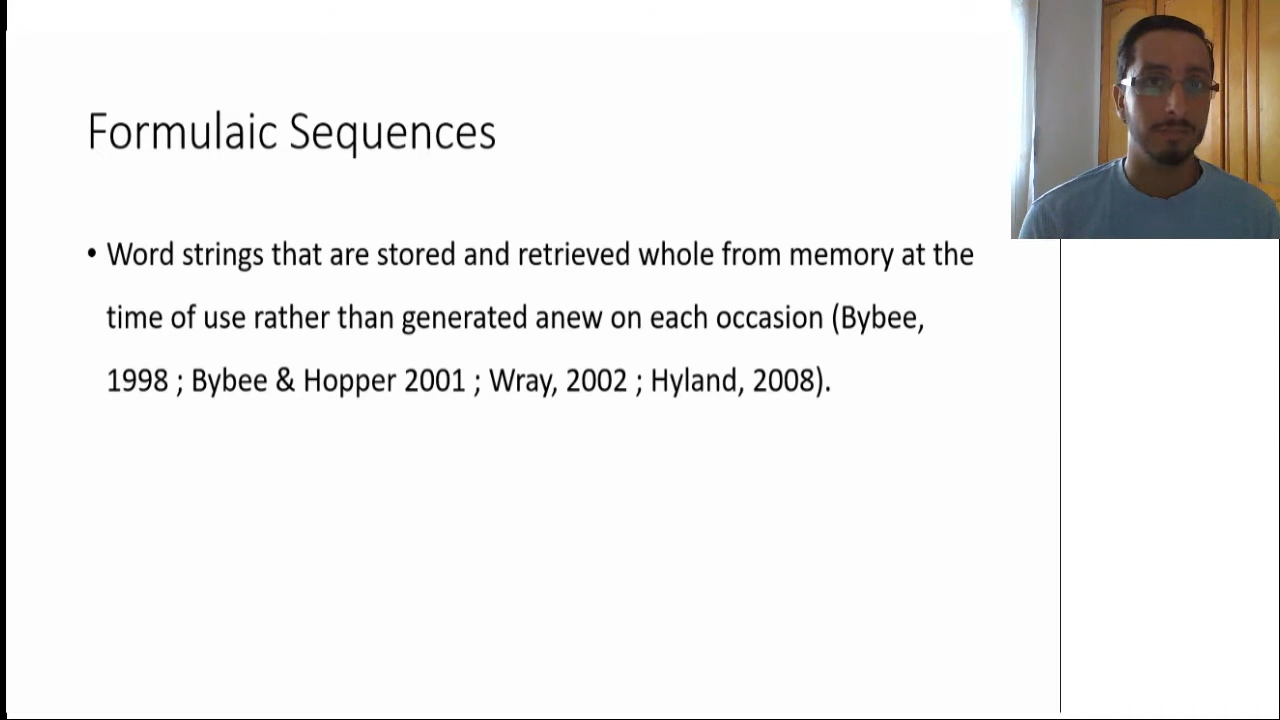 Formulaic Sequences
• Word strings that are stored and retrieved whole from memory at the
time of use rather than generated anew on each occasion (Bybee,
1998 ; Bybee & Hopper 2001 ; Wray, 2002 ; Hyland, 2008).